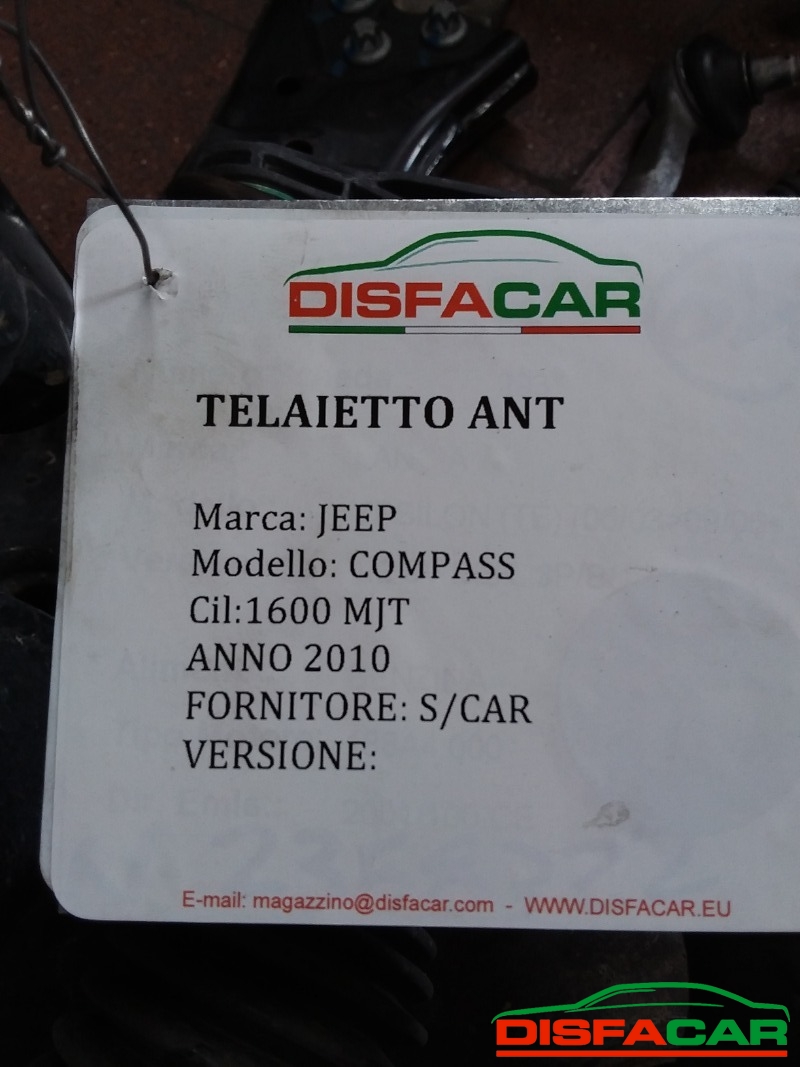 DISFACAR
TELAIETTO ANT
Marca: JEEP
Modello: COMPASS
Cil:1600 MJT
ANNO 2010
FORNITORE: S/CAR
VERSIONE:
E-mail: magazzino@disfacar.com - WWW.DISFACAR.EU
DISFACAR